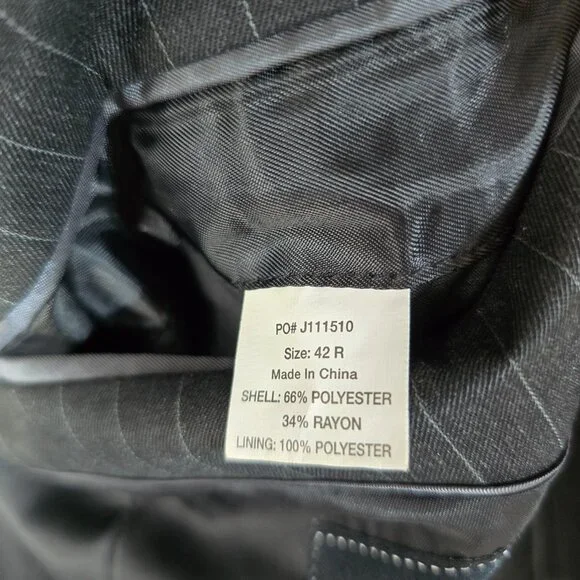 PO# J111510
Size: 42 R
Made In China
SHELL: 66% POLYESTER
34% RAYON
LINING: 100% POLYESTER